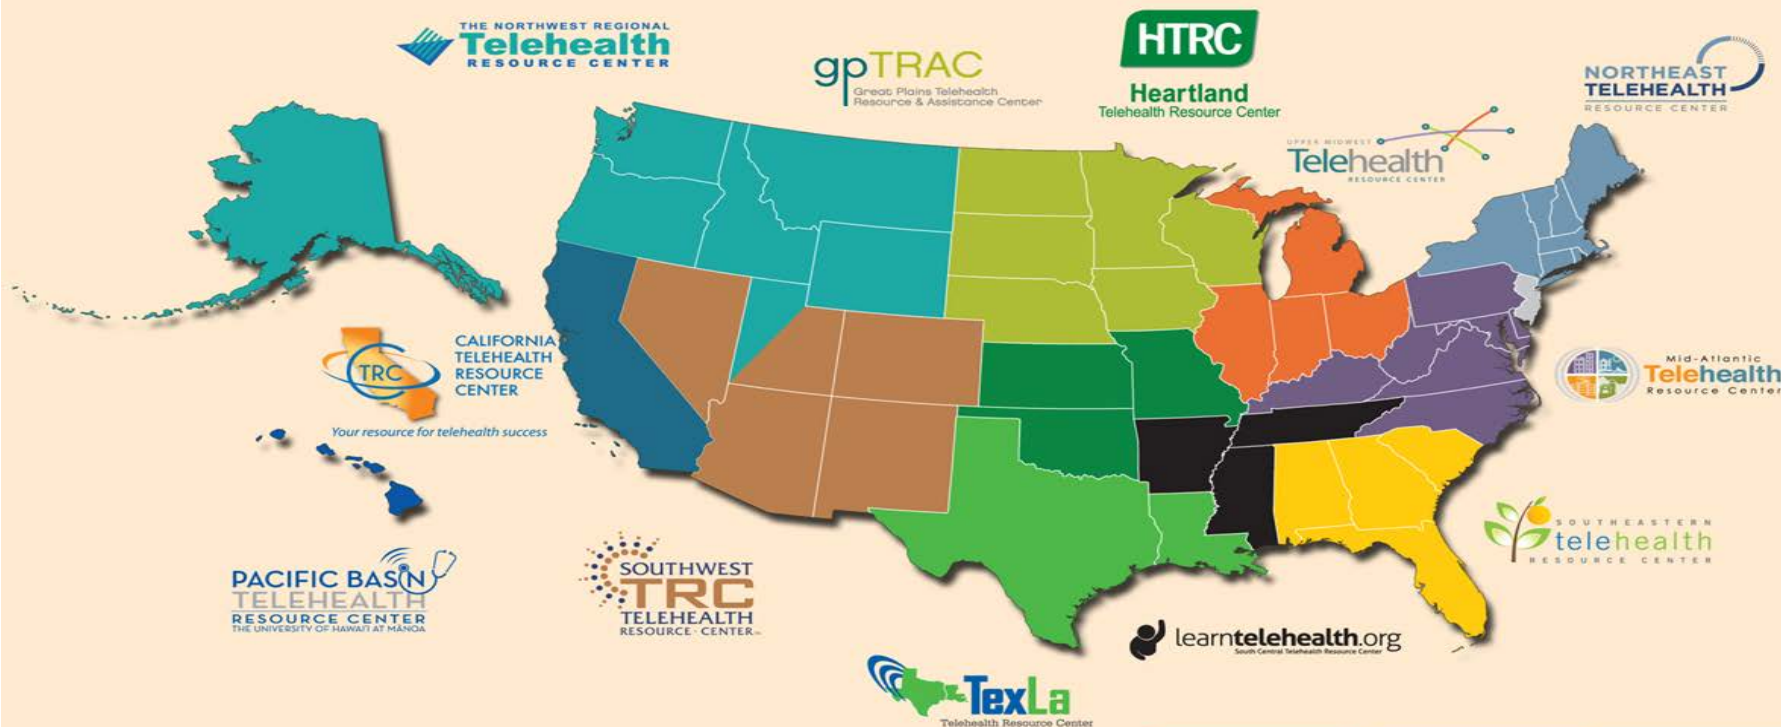 THE NORTHWEST REGIONAL
Telehealth
RESOURCE CENTER
gpTRAC
Great Plains Telehealth
Resource & Assistance Center
HTRC
Heartland
Telehealth Resource Center
NORTHEAST
TELEHEALTH
RESOURCE CENTER
UPPER MIDWEST
Telehealth
RESOURCE CENTER
TRC
CALIFORNIA
TELEHEALTH
RESOURCE
CENTER
Your resource for telehealth success
Mid-Atlantic
Telehealth
Resource Center
PACIFIC BASIN
TELEHEALTH
RESOURCE CENTER
THE UNIVERSITY OF HAWAI'I AT MĀNOA
SOUTHWEST
TRC
TELEHEALTH
RESOURCE · CENTER™
SOUTHEASTERN
telehealth
RESOURCE CENTER
learntelehealth.org
South Central Telehealth Resource Center
TexLa
Telehealth Resource Center